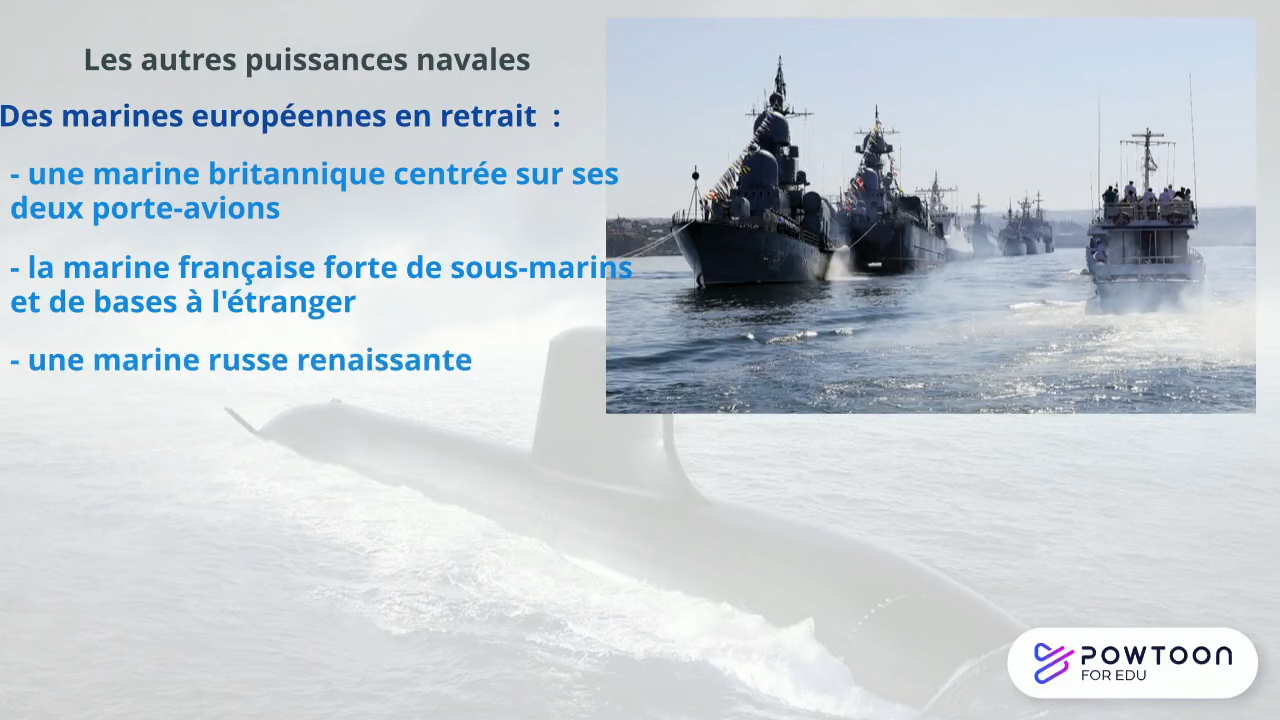 Les autres puissances navales
Des marines européennes en retrait :
- une marine britannique centrée sur ses
deux porte-avions
- la marine française forte de sous-marins
et de bases à l'étranger
- une marine russe renaissante
POWTOON
FOR EDU